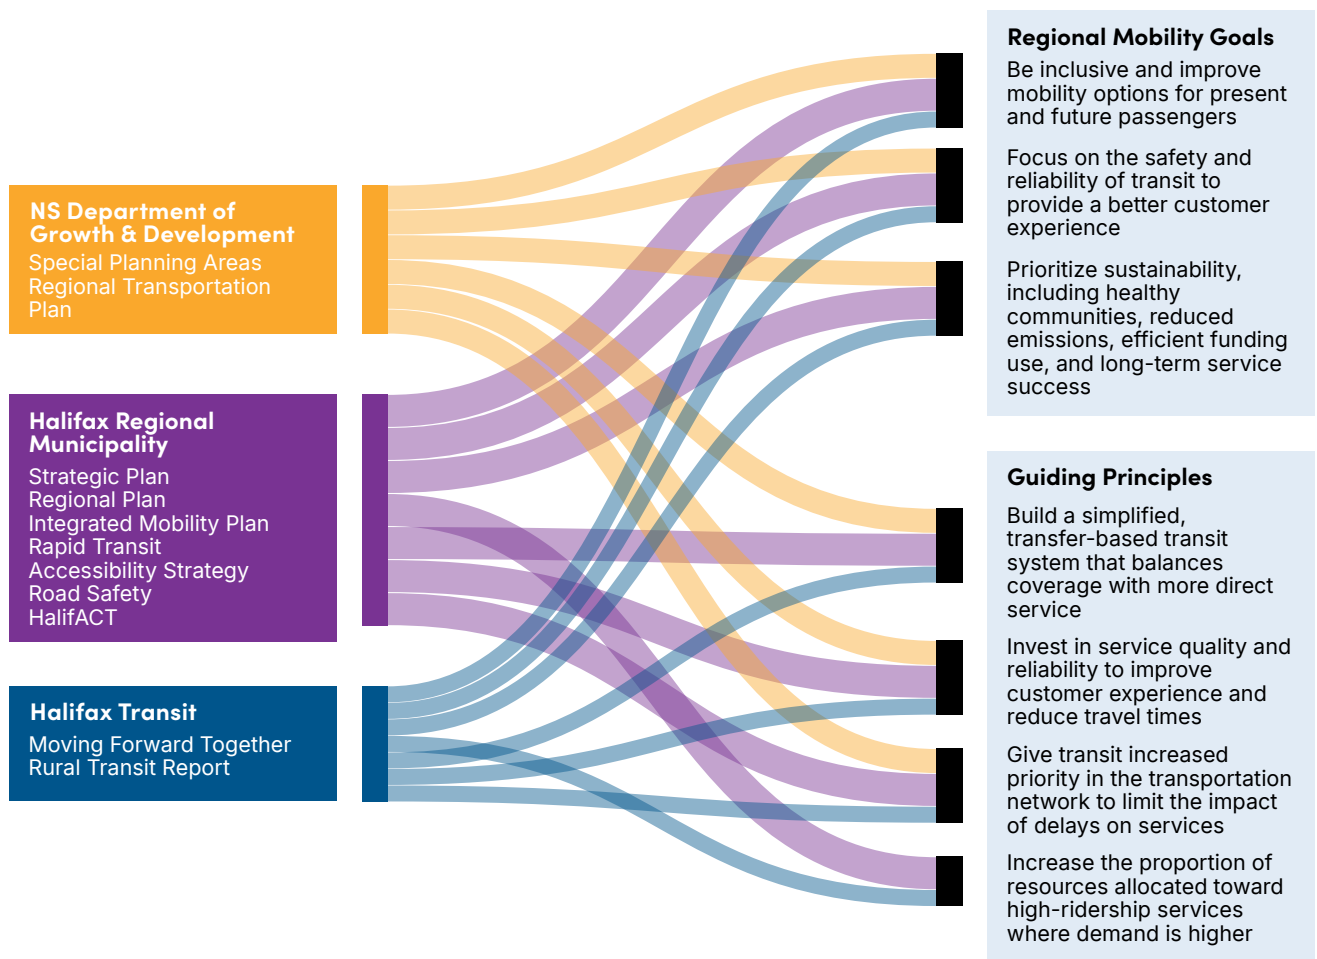 NS Department of
Growth & Development
Special Planning Areas
Regional Transportation
Plan
Halifax Regional
Municipality
Strategic Plan
Regional Plan
Integrated Mobility Plan
Rapid Transit
Accessibility Strategy
Road Safety
HalifACT
Halifax Transit
Moving Forward Together
Rural Transit Report
Regional Mobility Goals
Be inclusive and improve
mobility options for present
and future passengers
Focus on the safety and
reliability of transit to
provide a better customer
experience
Prioritize sustainability,
including healthy
communities, reduced
emissions, efficient funding
use, and long-term service
success
Guiding Principles
Build a simplified,
transfer-based transit
system that balances
coverage with more direct
service
Invest in service quality and
reliability to improve
customer experience and
reduce travel times
Give transit increased
priority in the transportation
network to limit the impact
of delays on services
Increase the proportion of
resources allocated toward
high-ridership services
where demand is higher